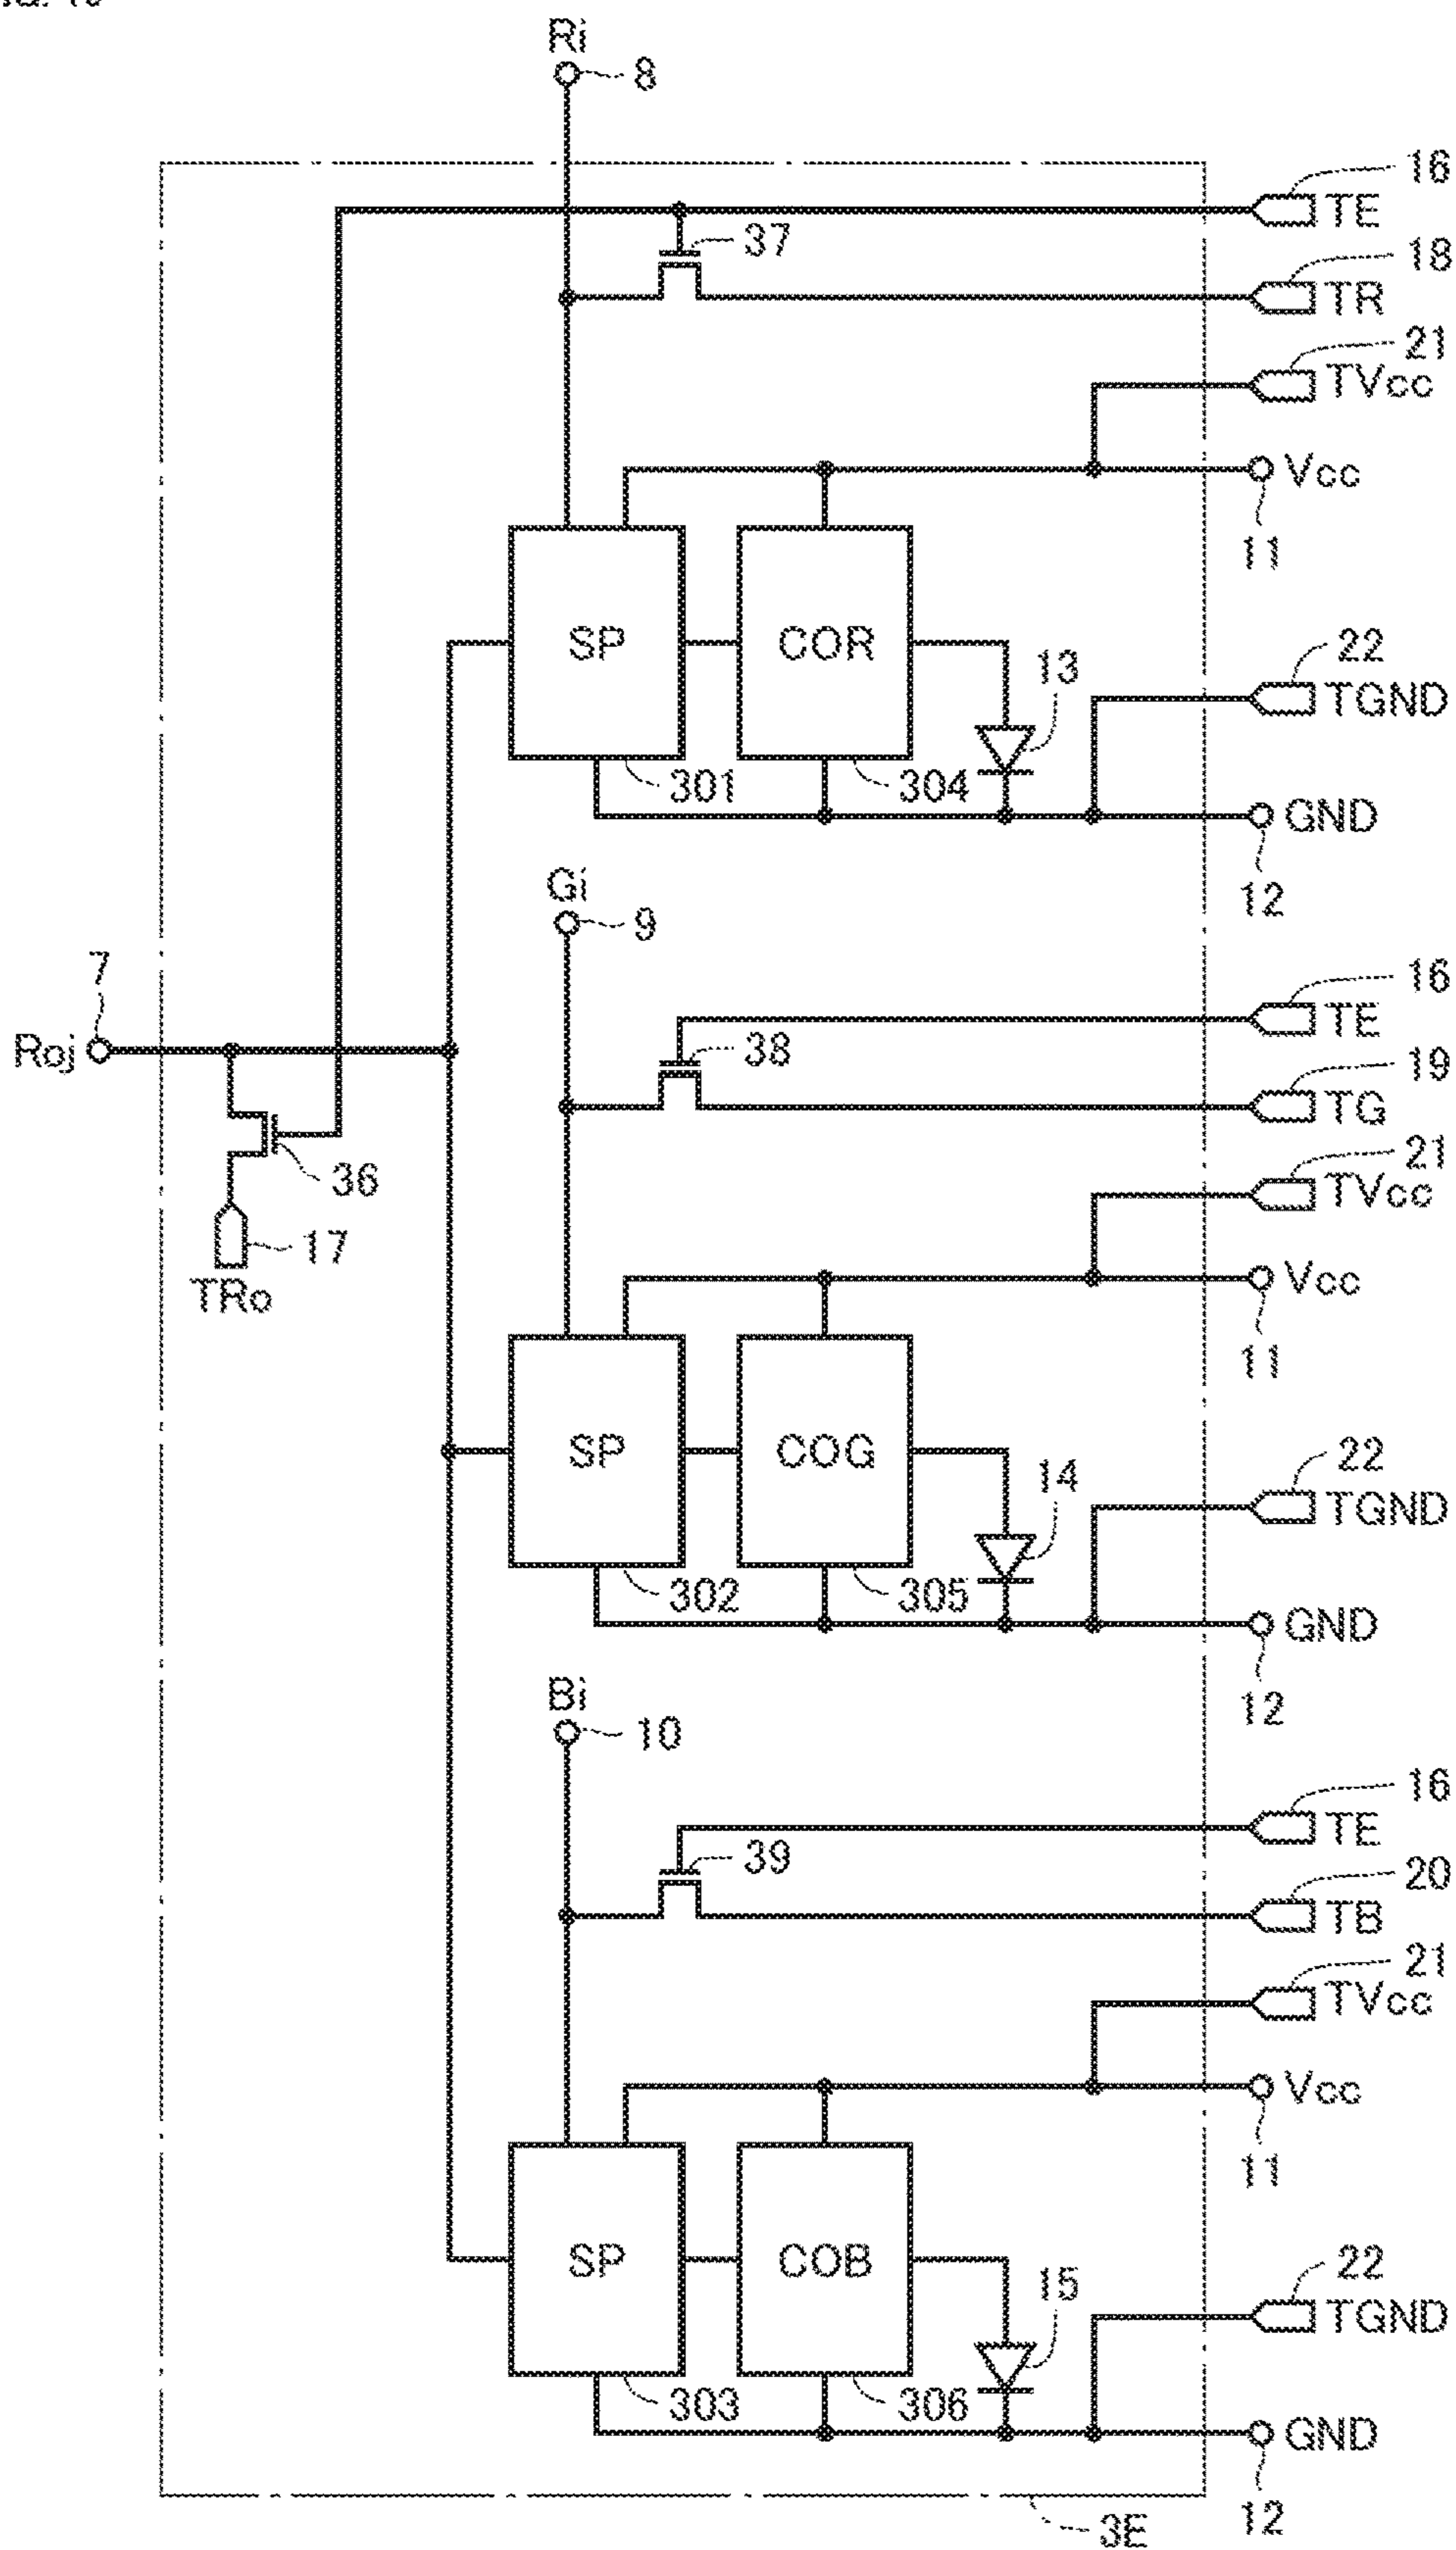 Ri
8
16
TE
37
18
TR
21
TVcc
Vcc
11
SP
COR
13
22
TGND
301
304
GND
12
Gi
9
7
Roj
16
TE
38
19
TG
36
21
TVcc
17
TRo
Vcc
11
SP
COG
14
22
TGND
302
305
GND
12
Bi
10
16
TE
39
20
TB
21
TVcc
Vcc
11
SP
COB
15
22
TGND
303
306
GND
12
3E